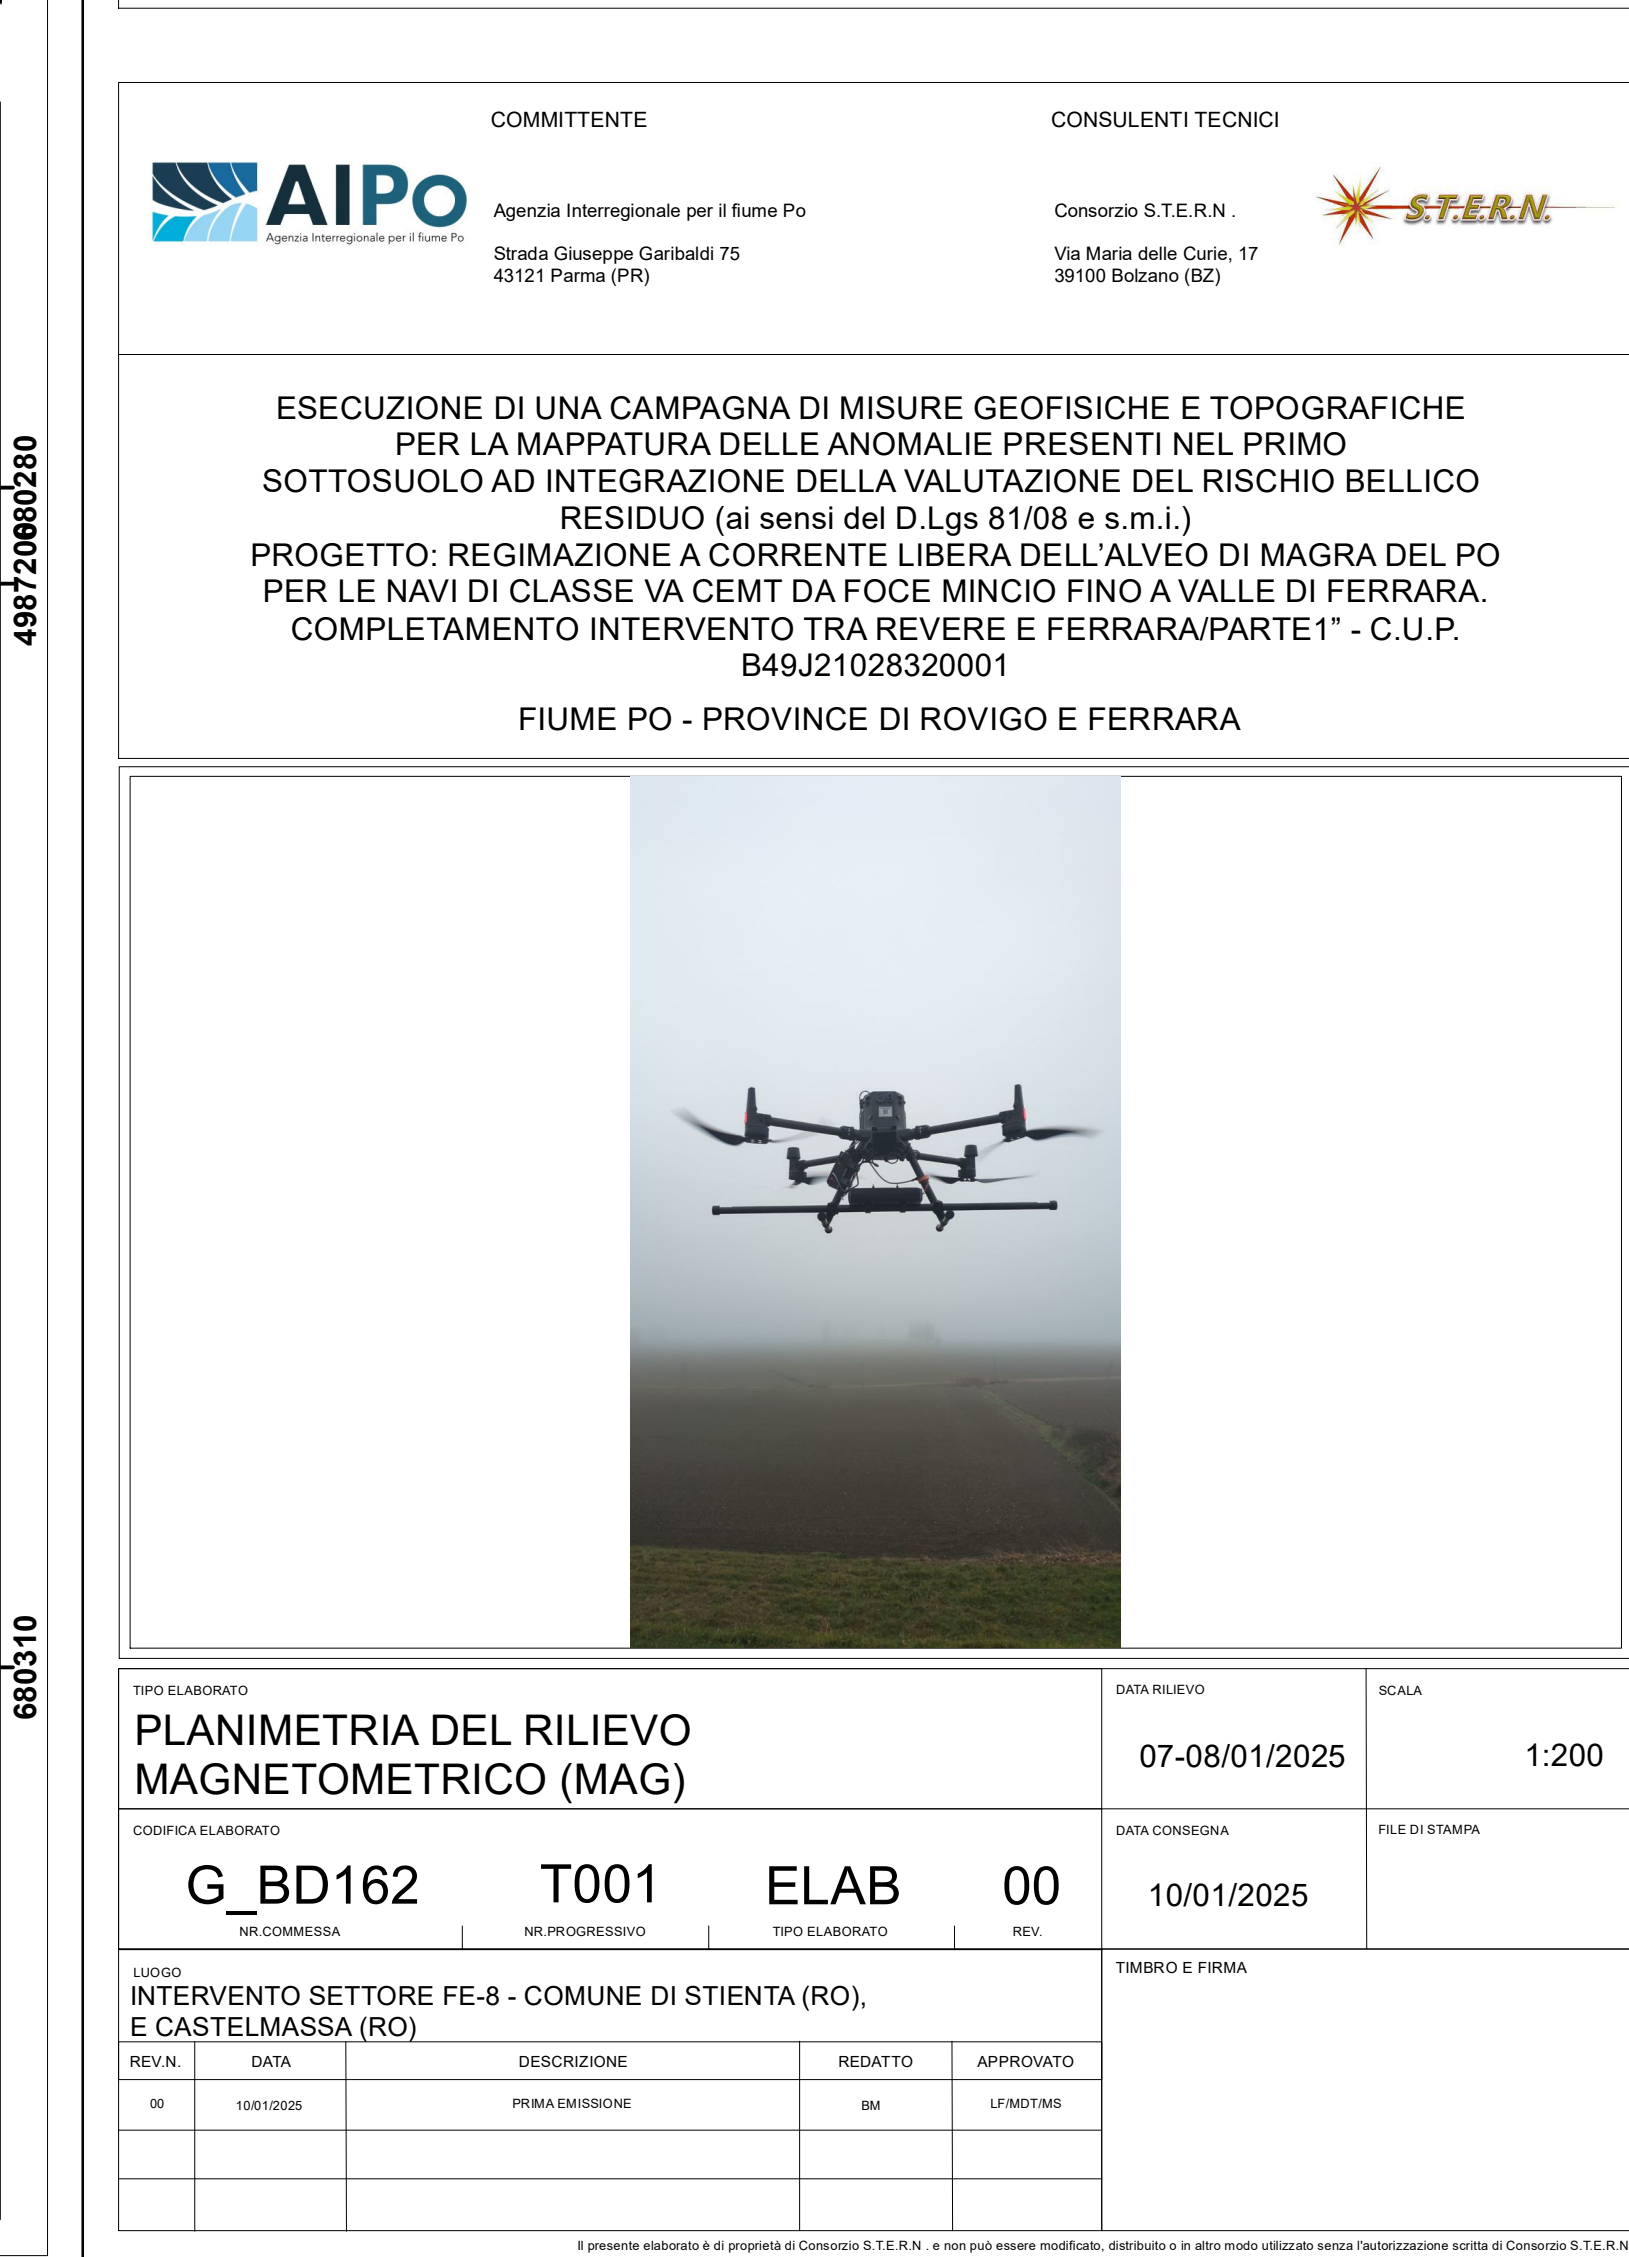 COMMITTENTE
CONSULENTI TECNICI
AIPo
Agenzia Interregionale per il fiume Po
Agenzia Interregionale per il fiume Po
Strada Giuseppe Garibaldi 75
43121 Parma (PR)
Consorzio S.T.E.R.N .
Via Maria delle Curie, 17
39100 Bolzano (BZ)
S.T.E.R.N.
ESECUZIONE DI UNA CAMPAGNA DI MISURE GEOFISICHE E TOPOGRAFICHE
PER LA MAPPATURA DELLE ANOMALIE PRESENTI NEL PRIMO
SOTTOSUOLO AD INTEGRAZIONE DELLA VALUTAZIONE DEL RISCHIO BELLICO
RESIDUO (ai sensi del D.Lgs 81/08 e s.m.i.)
PROGETTO: REGIMAZIONE A CORRENTE LIBERA DELL’ALVEO DI MAGRA DEL PO
PER LE NAVI DI CLASSE VA CEMT DA FOCE MINCIO FINO A VALLE DI FERRARA.
COMPLETAMENTO INTERVENTO TRA REVERE E FERRARA/PARTE1” - C.U.P.
B49J21028320001
FIUME PO - PROVINCE DI ROVIGO E FERRARA
680280
4987200
680310
TIPO ELABORATO
PLANIMETRIA DEL RILIEVO
MAGNETOMETRICO (MAG)
DATA RILIEVO
07-08/01/2025
SCALA
1:200
CODIFICA ELABORATO
G_BD162 T001 ELAB 00
NR.COMMESSA NR.PROGRESSIVO TIPO ELABORATO REV.
DATA CONSEGNA
10/01/2025
FILE DI STAMPA
LUOGO
INTERVENTO SETTORE FE-8 - COMUNE DI STIENTA (RO),
E CASTELMASSA (RO)
TIMBRO E FIRMA
REV.N. DATA DESCRIZIONE REDATTO APPROVATO
00 10/01/2025 PRIMA EMISSIONE BM LF/MDT/MS
Il presente elaborato è di proprietà di Consorzio S.T.E.R.N . e non può essere modificato, distribuito o in altro modo utilizzato senza l'autorizzazione scritta di Consorzio S.T.E.R.N